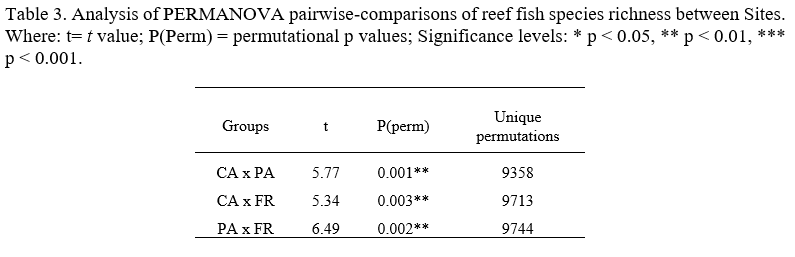 Table 3. Analysis of PERMANOVA pairwise-comparisons of reef fish species richness between Sites.
Where: t= t value; P(Perm) = permutational p values; Significance levels: * p < 0.05, ** p < 0.01, ***
p < 0.001.
Groups t P(perm) Unique permutations
CA x PA 5.77 0.001** 9358
CA x FR 5.34 0.003** 9713
PA x FR 6.49 0.002** 9744